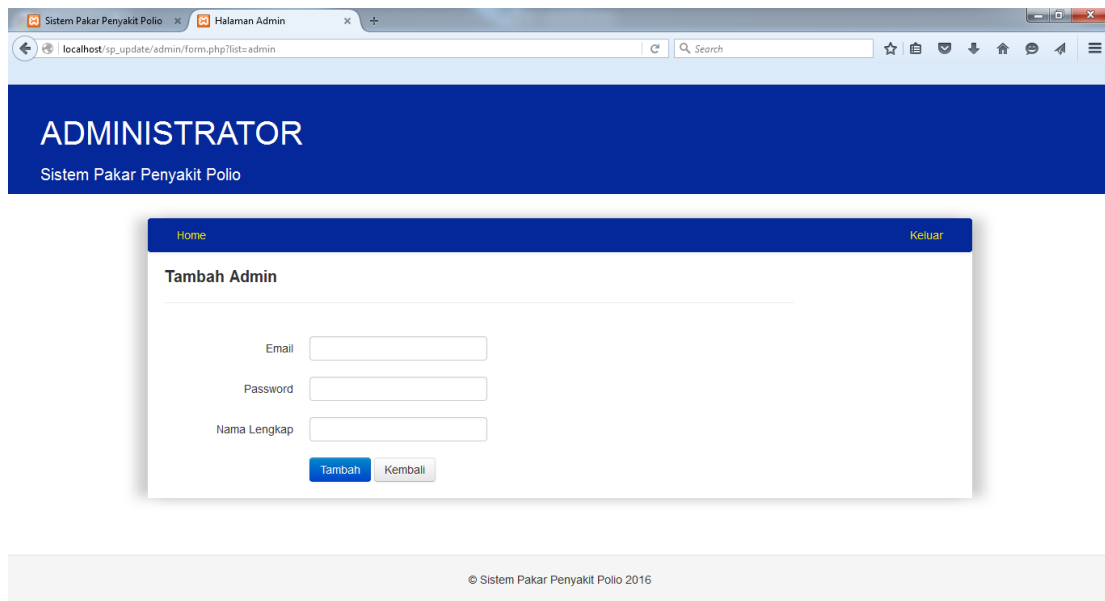 Sistem Pakar Penyakit Polio
Halaman Admin
localhost/sp_update/admin/form.php?list=admin
Search
ADMINISTRATOR
Sistem Pakar Penyakit Polio
Home
Keluar
Tambah Admin
Email
Password
Nama Lengkap
Tambah
Kembali
© Sistem Pakar Penyakit Polio 2016